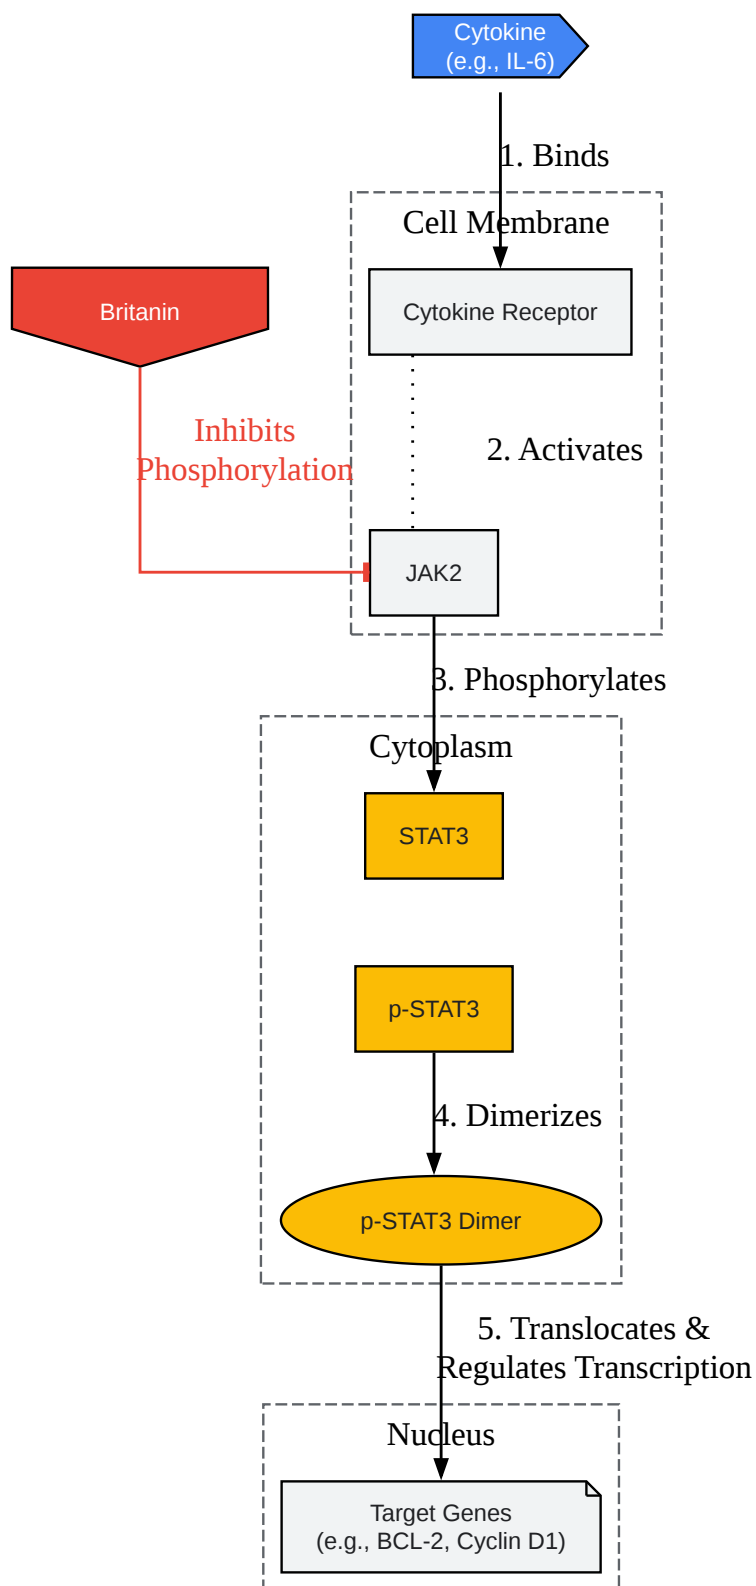 Cytokine
(e.g., IL-6)
1. Binds
Cell Membrane
Cytokine Receptor
Britanin
Inhibits
Phosphorylation
2. Activates
JAK2
3. Phosphorylates
Cytoplasm
STAT3
p-STAT3
4. Dimerizes
p-STAT3 Dimer
5. Translocates &
Regulates Transcription
Nucleus
Target Genes
(e.g., BCL-2, Cyclin D1)